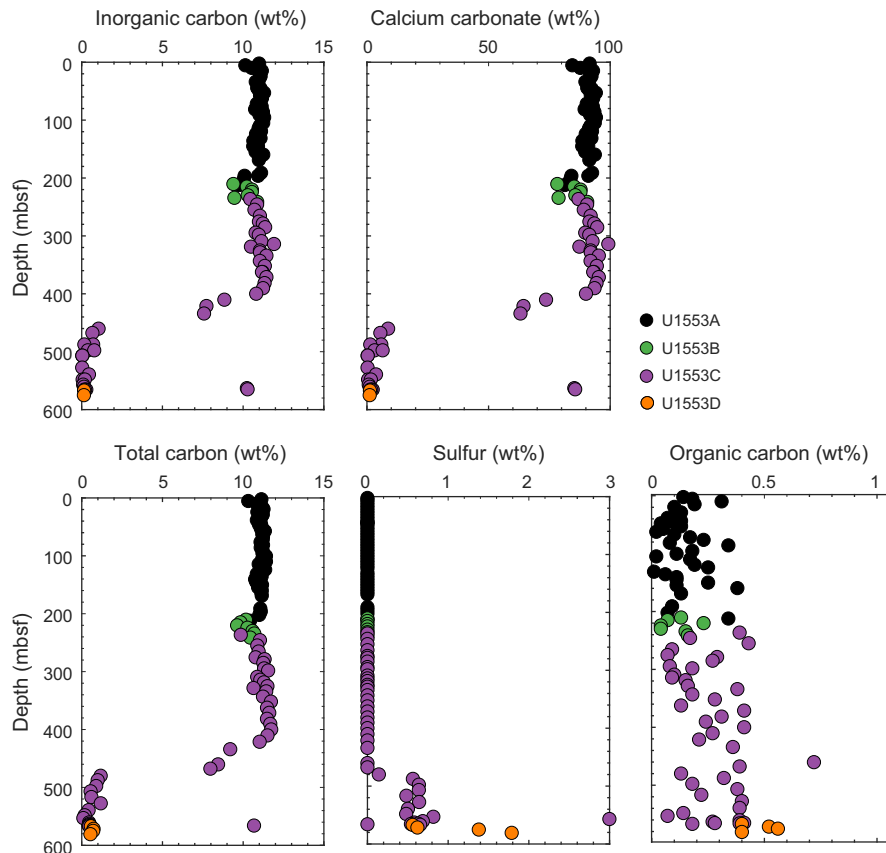 Inorganic carbon (wt%)
0 5 10 15
Calcium carbonate (wt%)
0 50 100
Depth (mbsf)
0
100
200
300
400
500
600
U1553A
U1553B
U1553C
U1553D
Total carbon (wt%)
0 5 10 15
Sulfur (wt%)
0 1 2 3
Organic carbon (wt%)
0 0.5 1
Depth (mbsf)
0
100
200
300
400
500
600